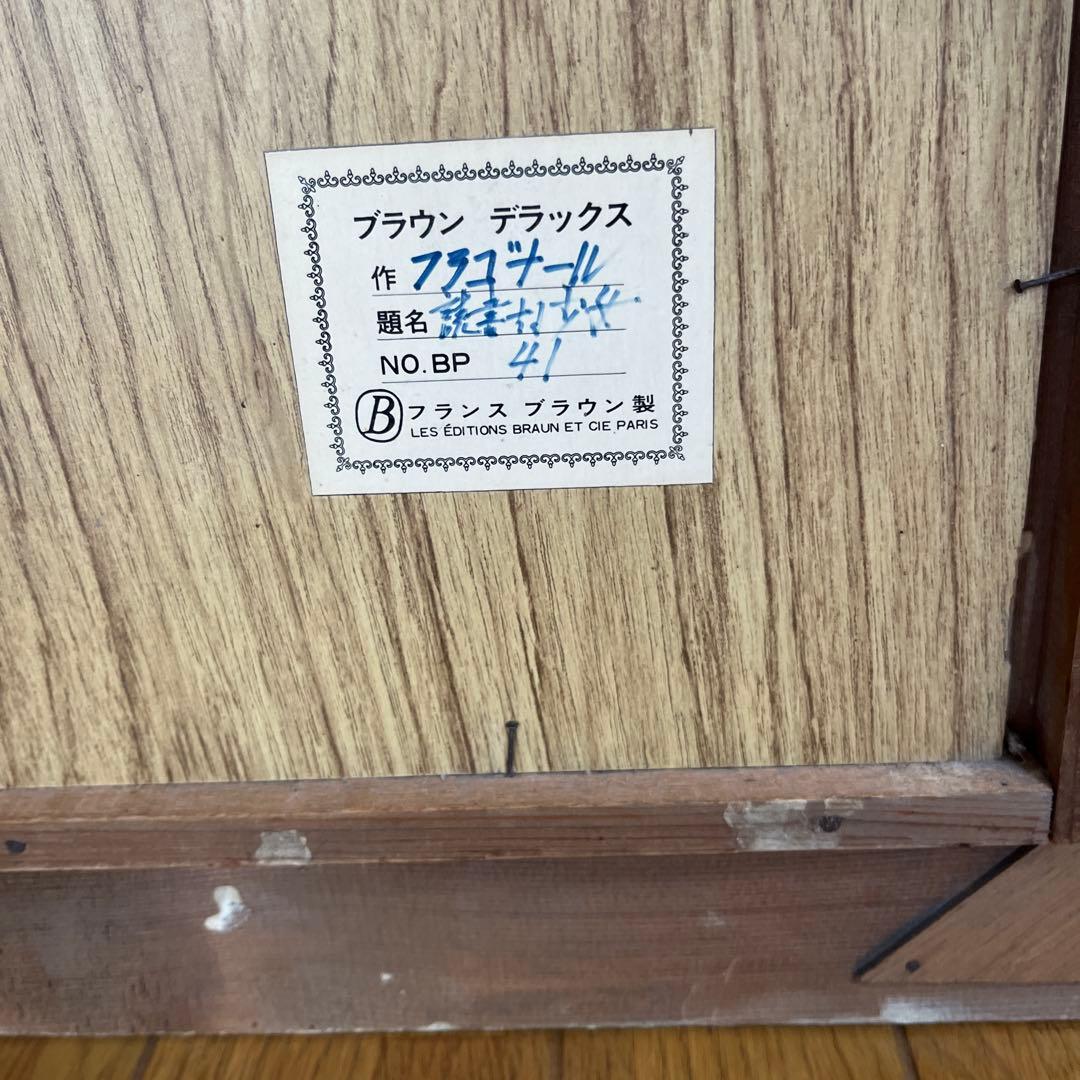 ブラウン デラックス
作 フラゴナール
題名 読書する少女
NO.BP 41
B フランス ブラウン製
LES ÉDITIONS BRAUN ET CIE. PARIS